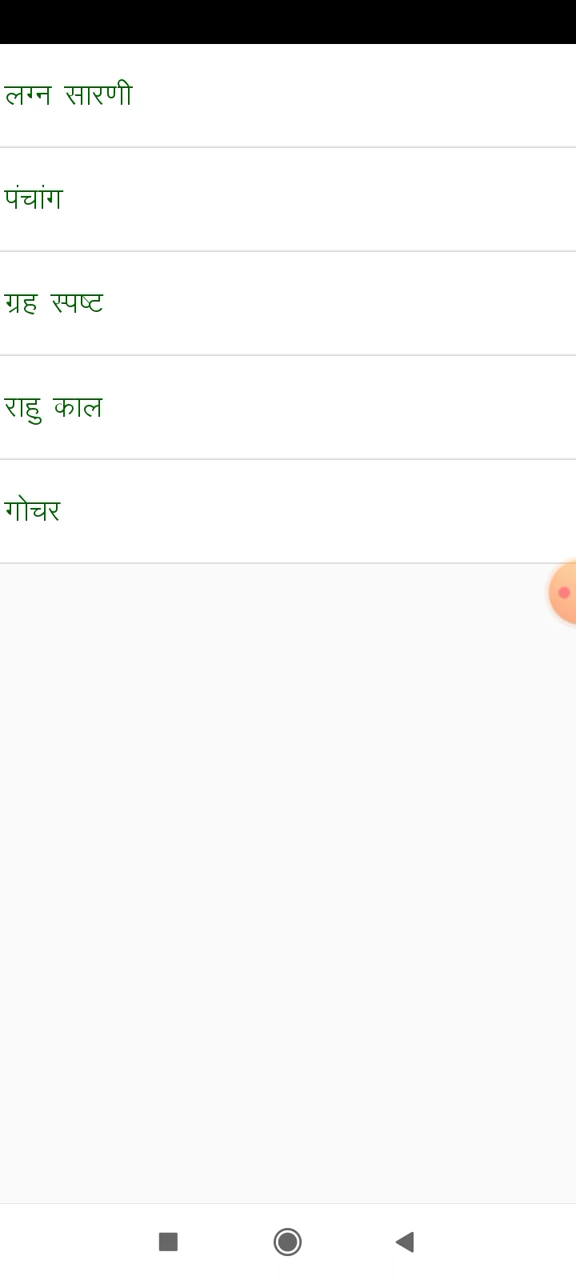 लग्न सारणी
पंचांग
ग्रह स्पष्ट
राहु काल
गोचर